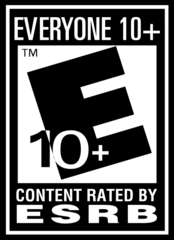 EVERYONE 10+
™
E
10+
CONTENT RATED BY
ESRB